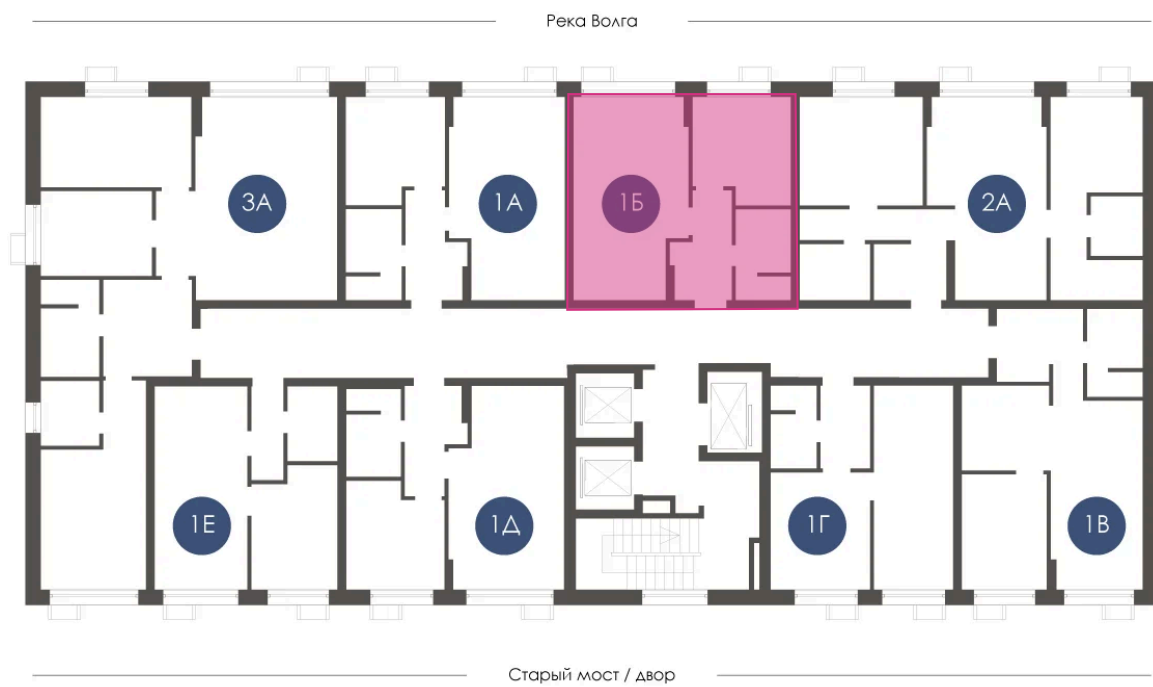 Река Волга
3А
1А
1Б
2А
1Е
1Д
1Г
1В
Старый мост / двор